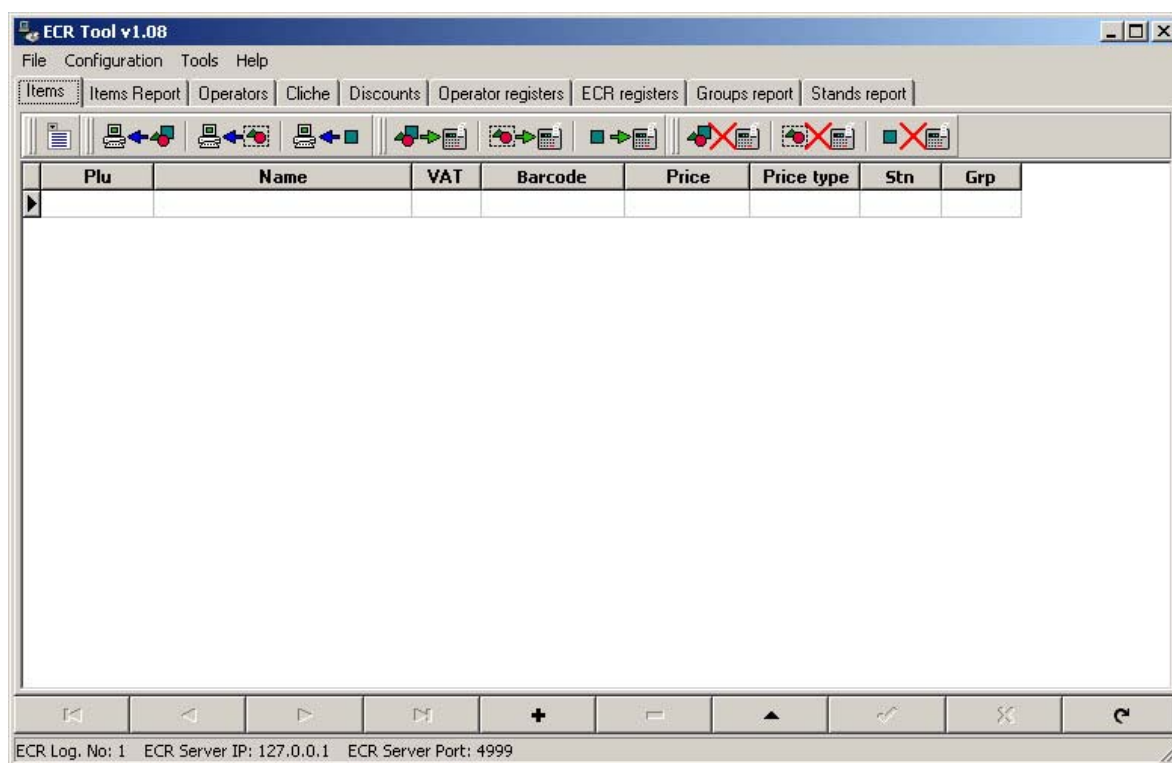 ECR Tool v1.08
File Configuration Tools Help
Items Items Report Operators Cliche Discounts Operator registers ECR registers Groups report Stands report
Plu Name VAT Barcode Price Price type Stn Grp
ECR Log. No: 1 ECR Server IP: 127.0.0.1 ECR Server Port: 4999